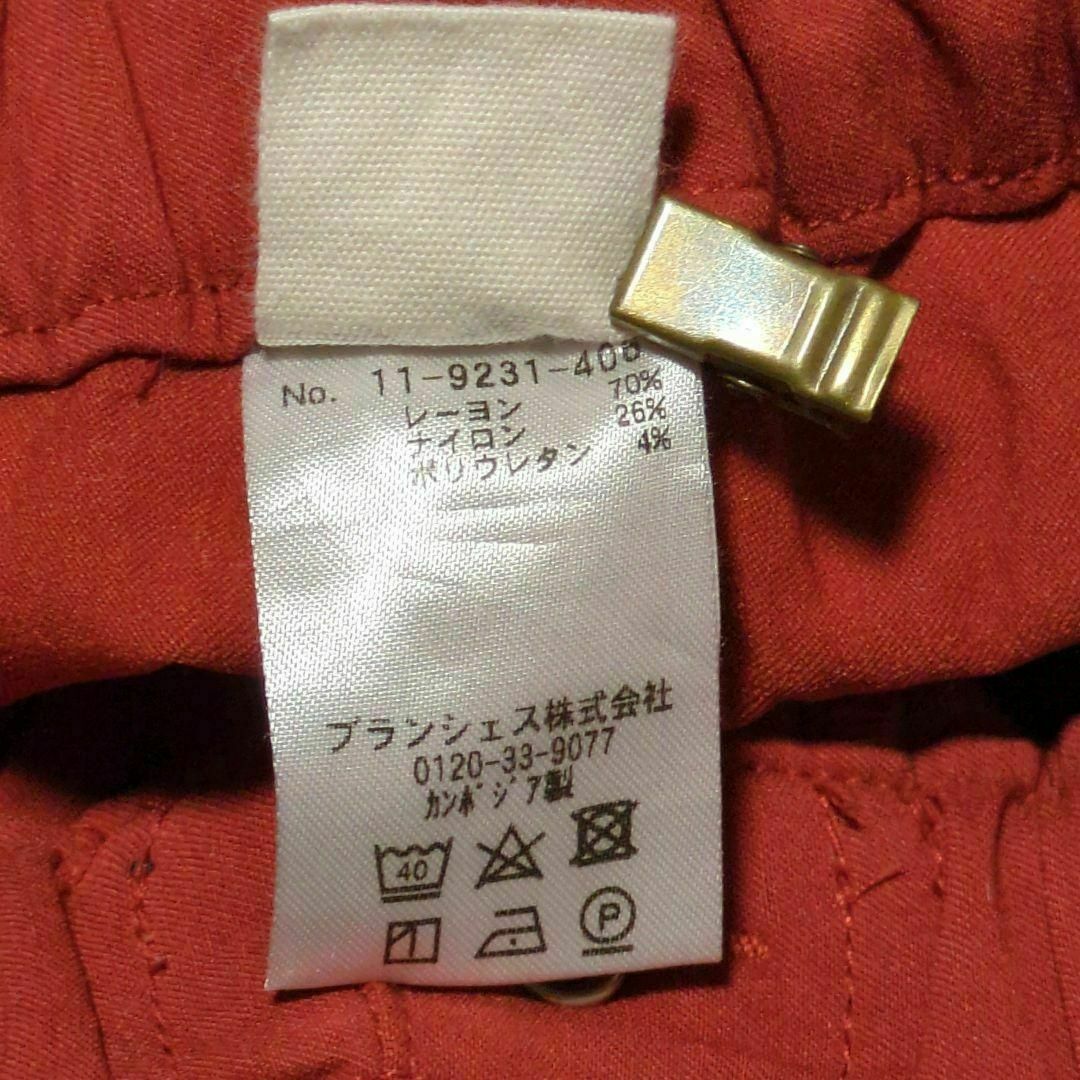 No. 11-9231-406
レーヨン 70%
ナイロン 26%
ポリウレタン 4%
ブランシェス株式会社
0120-33-9077
カンボジア製
40
P